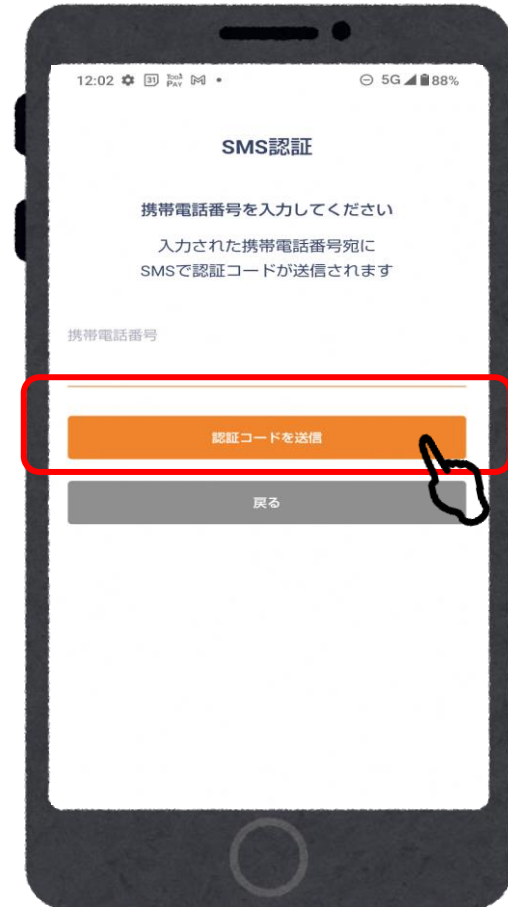 12:02 31 PAY 5G 88%
SMS認証
携帯電話番号を入力してください
入力された携帯電話番号宛に
SMSで認証コードが送信されます
携帯電話番号
認証コードを送信
戻る